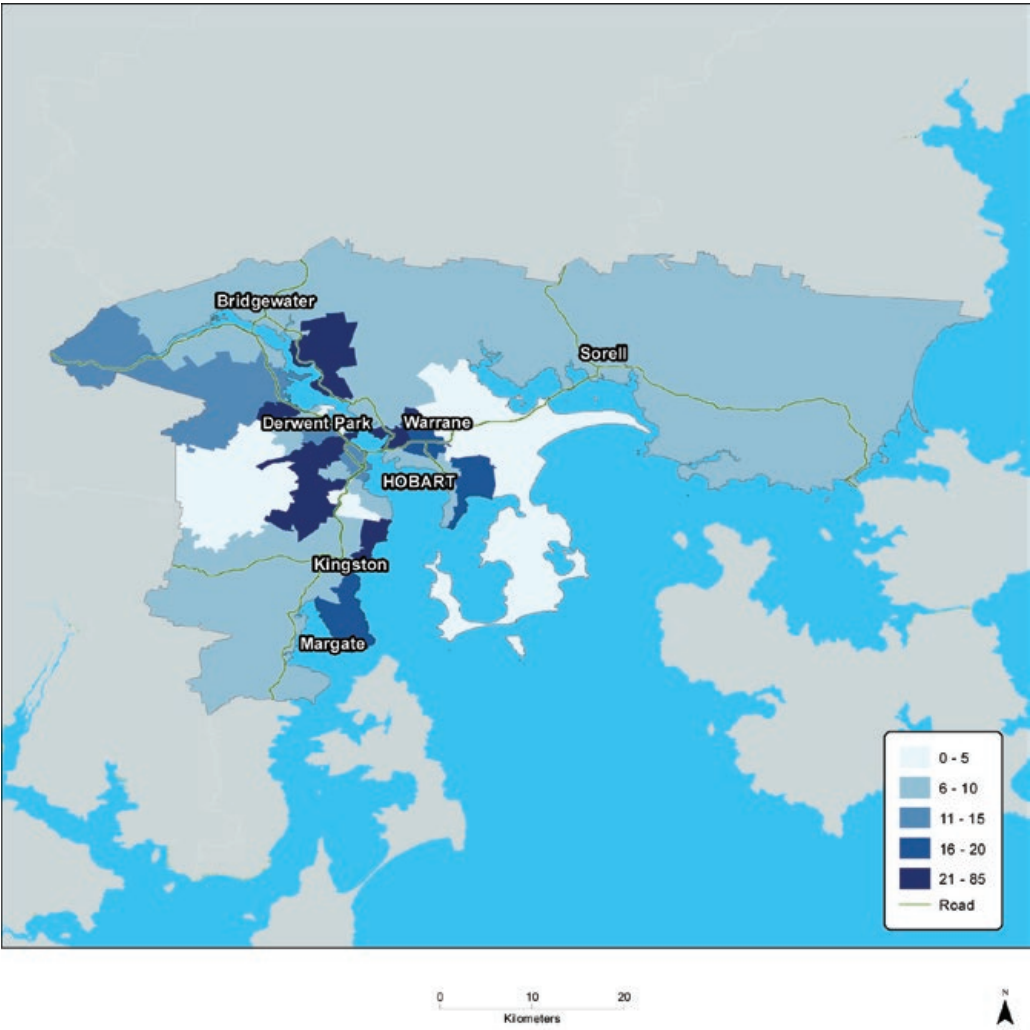 Bridgewater
Sorell
Derwent Park
Warrane
HOBART
Kingston
Margate
0 - 5
6 - 10
11 - 15
16 - 20
21 - 85
Road
0 10 20
Kilometers
N